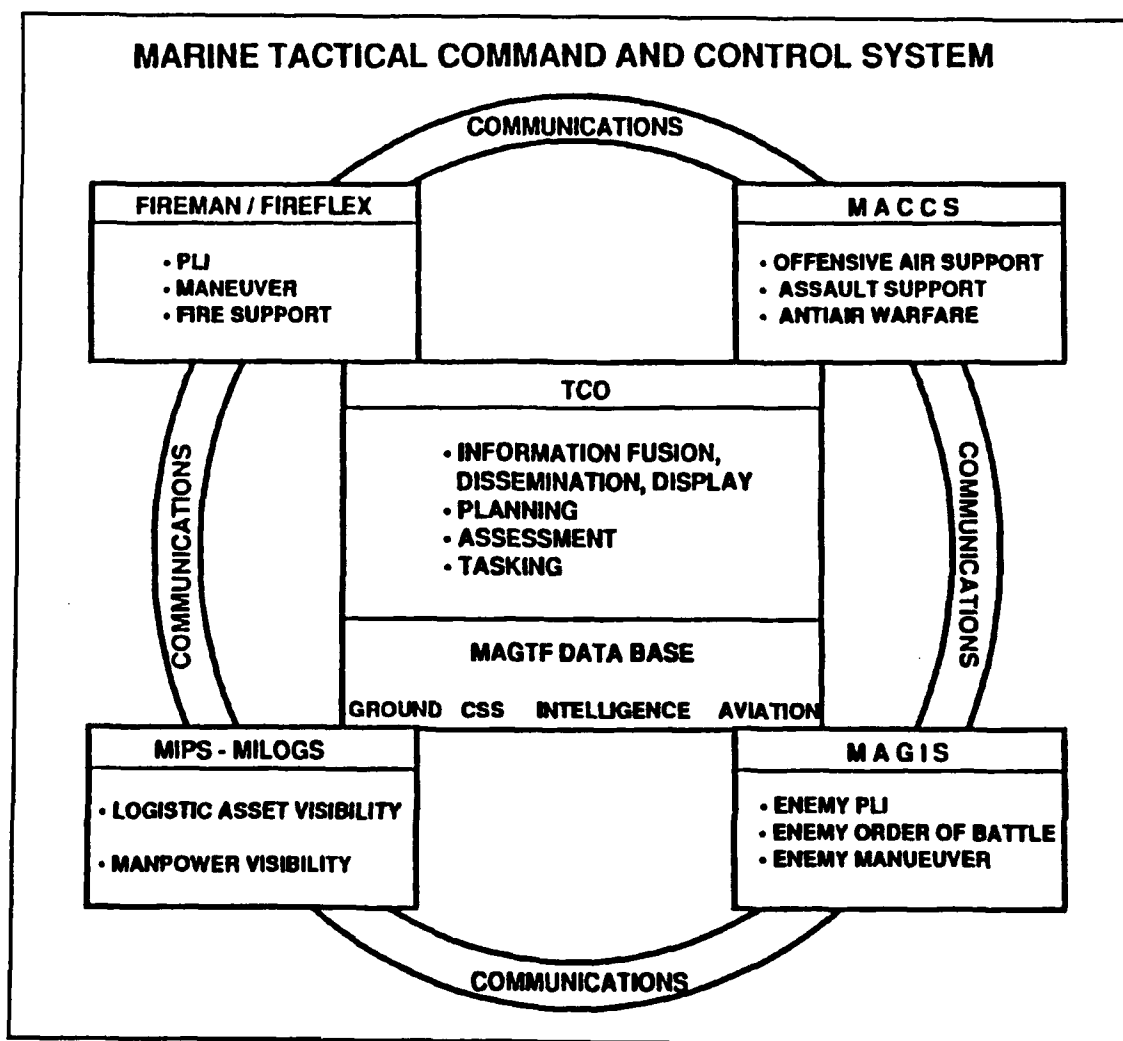 MARINE TACTICAL COMMAND AND CONTROL SYSTEM
COMMUNICATIONS
FIREMAN / FIREFLEX
• PLI
• MANEUVER
• FIRE SUPPORT
MACCS
• OFFENSIVE AIR SUPPORT
• ASSAULT SUPPORT
• ANTIAIR WARFARE
COMMUNICATIONS
TCO
• INFORMATION FUSION,
DISSEMINATION, DISPLAY
• PLANNING
• ASSESSMENT
• TASKING
COMMUNICATIONS
MAGTF DATA BASE
GROUND CSS INTELLIGENCE AVIATION
MIPS - MILOGS
• LOGISTIC ASSET VISIBILITY
• MANPOWER VISIBILITY
MAGIS
• ENEMY PLI
• ENEMY ORDER OF BATTLE
• ENEMY MANUEUVER
COMMUNICATIONS